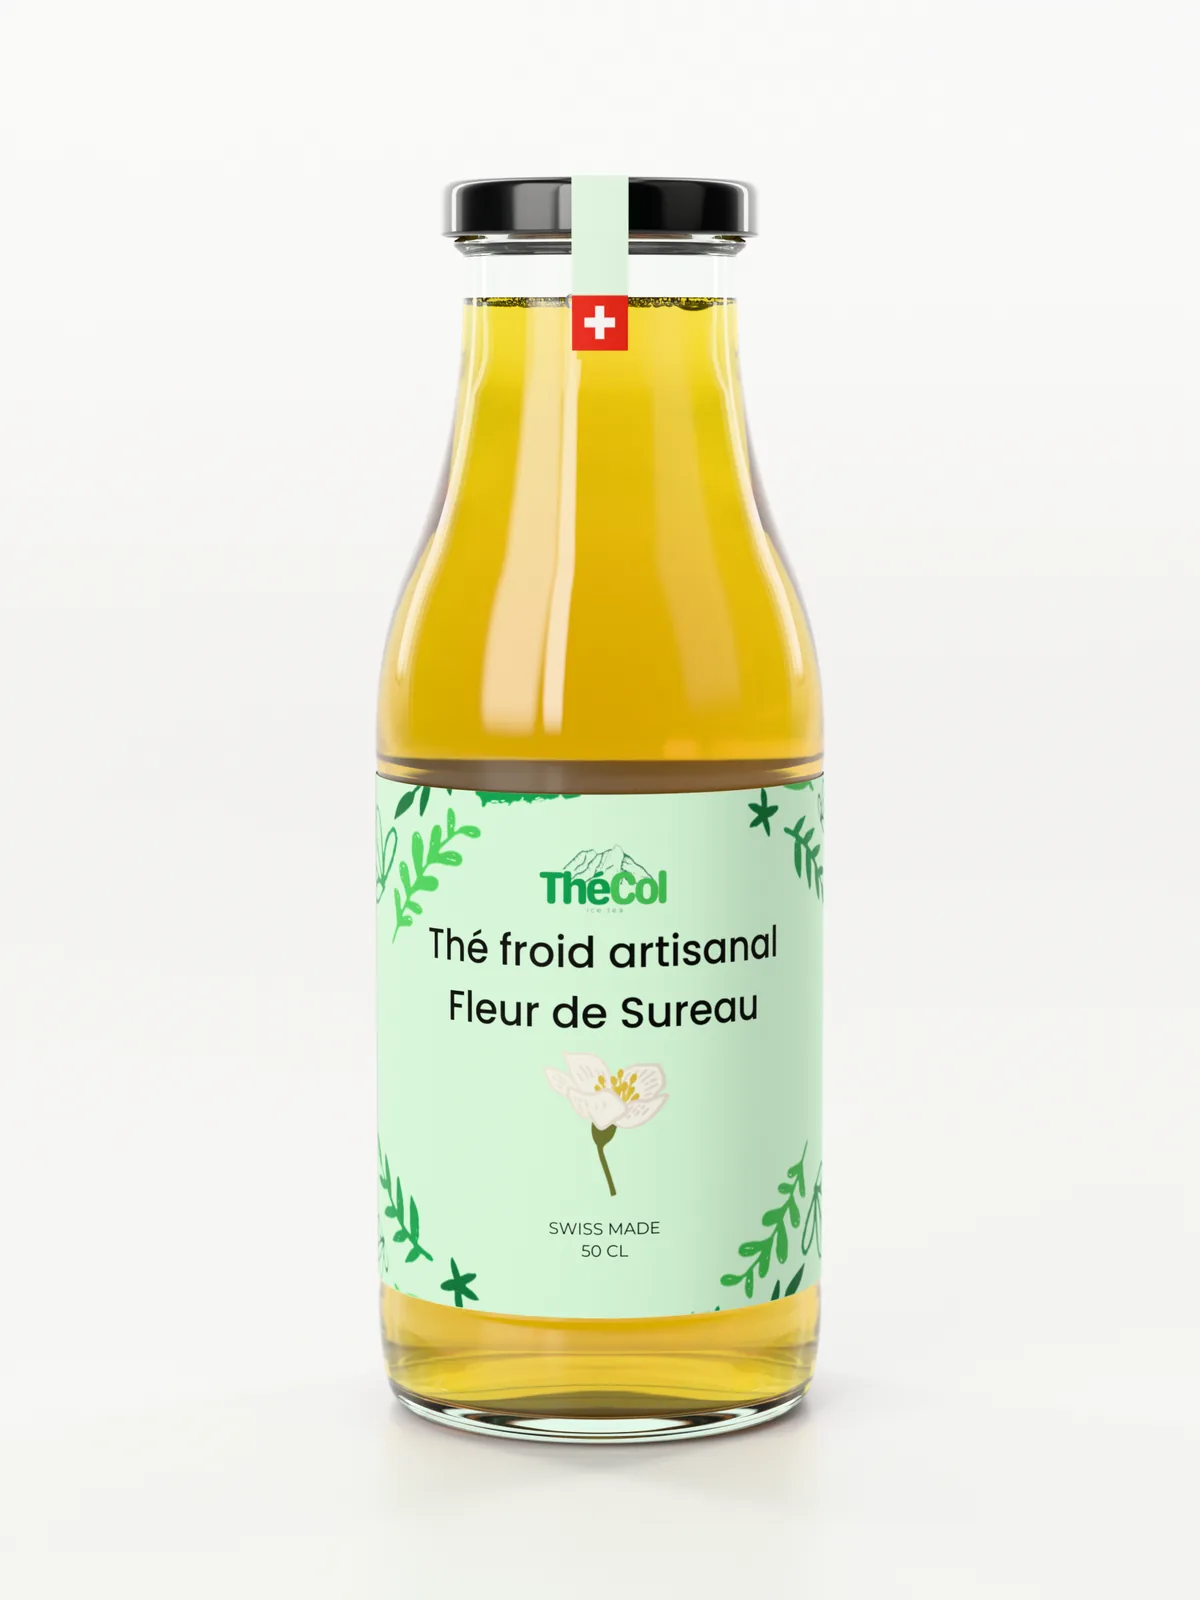 ThéCol
ice tea
Thé froid artisanal
Fleur de Sureau
SWISS MADE
50 CL